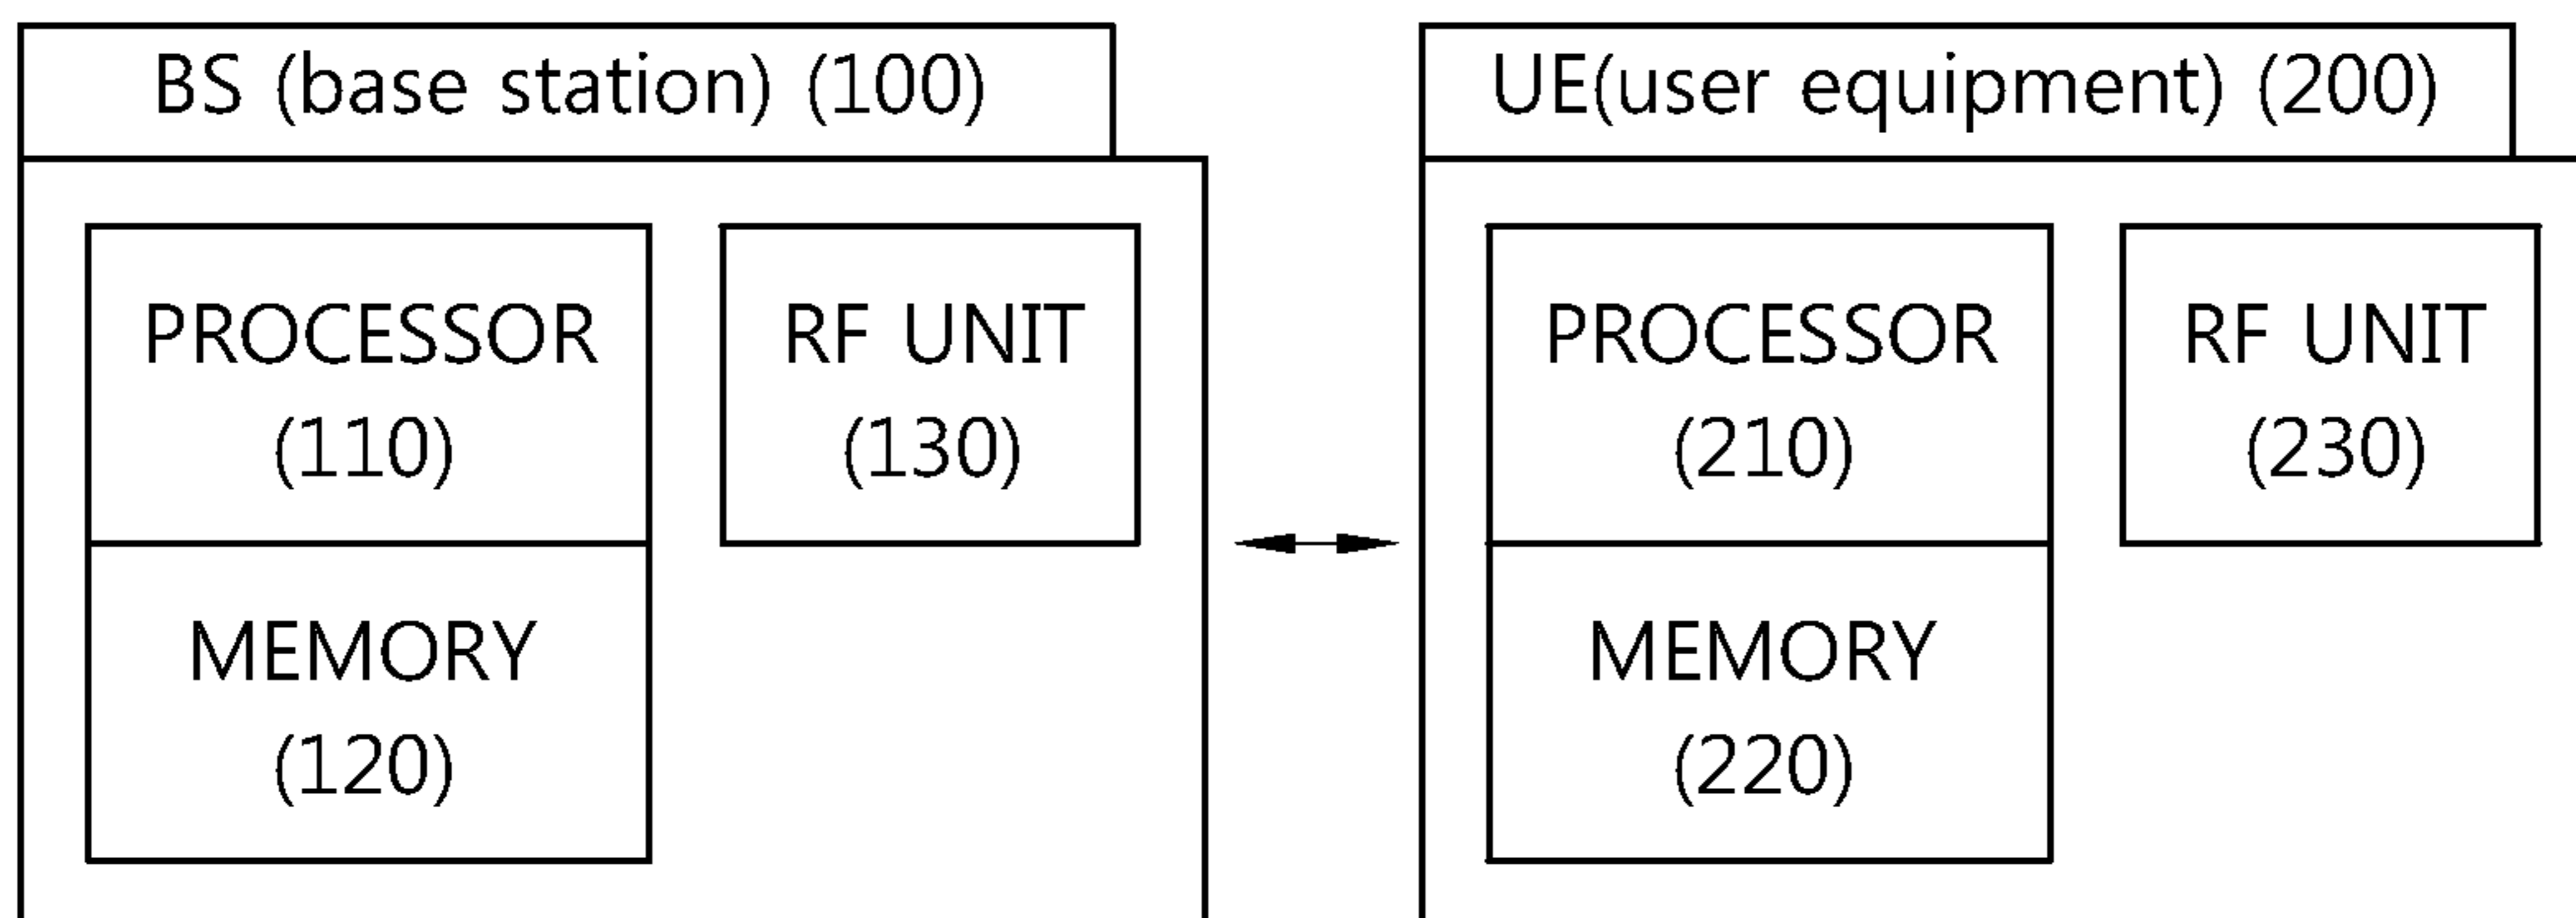 BS (base station) (100)
PROCESSOR
(110)
RF UNIT
(130)
MEMORY
(120)
UE(user equipment) (200)
PROCESSOR
(210)
RF UNIT
(230)
MEMORY
(220)